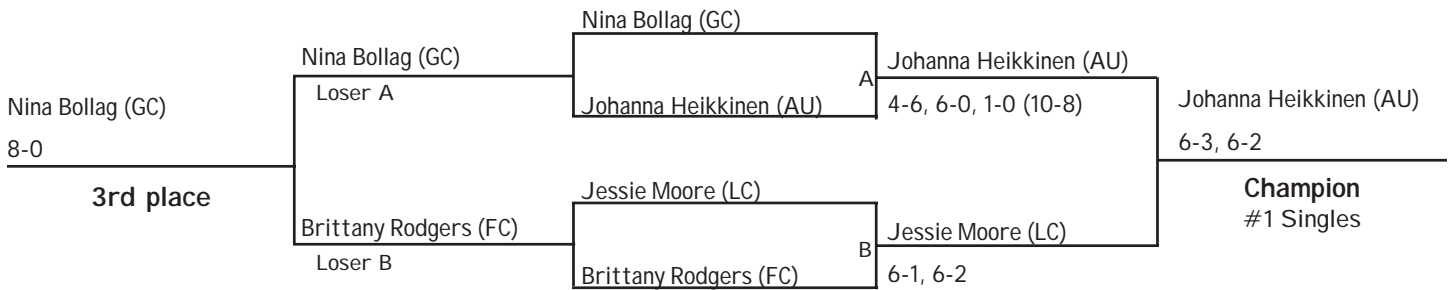 Nina Bollag (GC)
Nina Bollag (GC)
Johanna Heikkinen (AU)
A
Loser A
Johanna Heikkinen (AU)
4-6, 6-0, 1-0 (10-8)
Nina Bollag (GC)
Johanna Heikkinen (AU)
8-0
6-3, 6-2
3rd place
Jessie Moore (LC)
Champion
#1 Singles
Brittany Rodgers (FC)
Jessie Moore (LC)
B
Loser B
Brittany Rodgers (FC)
6-1, 6-2